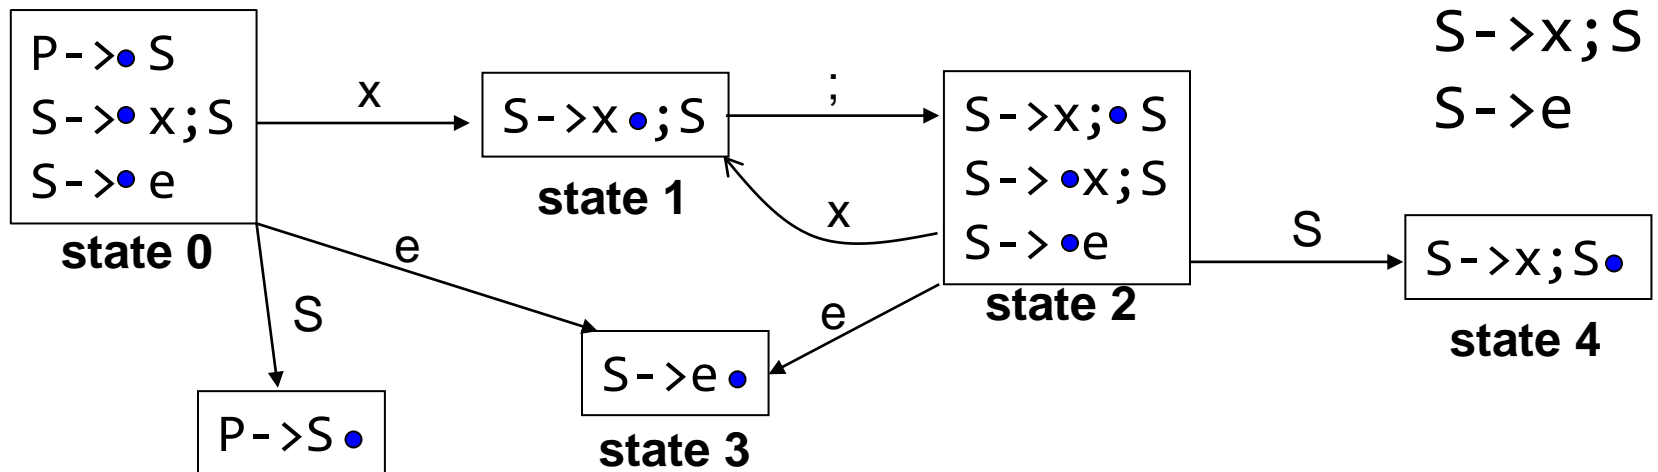 P->• S
S->• x;S
S->• e
state 0
x
S->x•;S
state 1
;
S->x;• S
S-> •x;S
S-> •e
state 2
x
e
S
e
S
S->x;S•
state 4
S->e•
state 3
P->S•
S->x;S
S->e